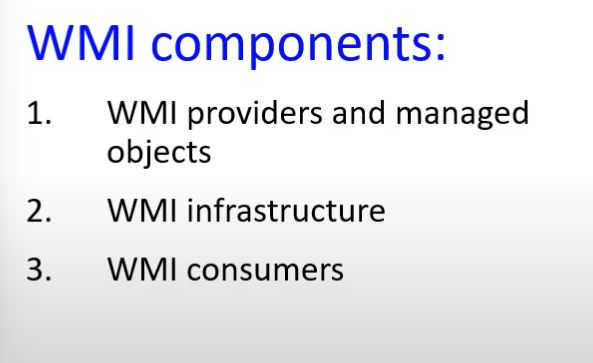 WMI components:
1. WMI providers and managed
objects
2. WMI infrastructure
3. WMI consumers